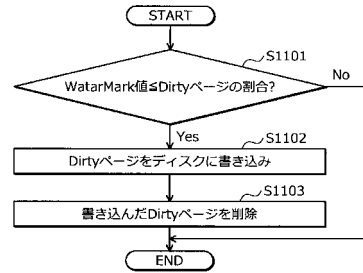 START
S1101
WatarMark値≦Dirtyページの割合?
No
Yes
S1102
Dirtyページをディスクに書き込み
S1103
書き込んだDirtyページを削除
END